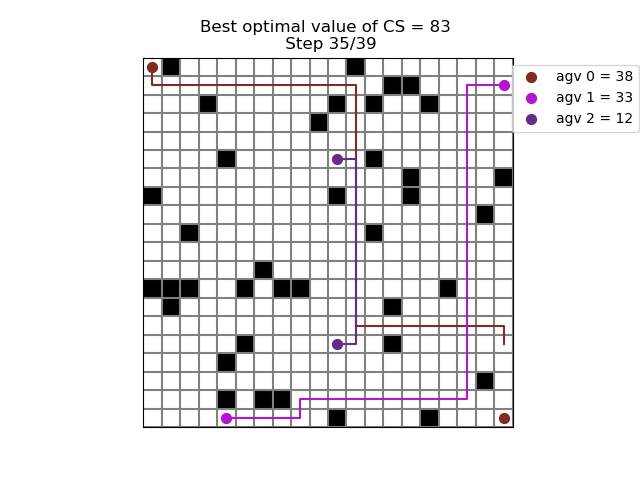 Best optimal value of CS = 83
Step 35/39
agv 0 = 38
agv 1 = 33
agv 2 = 12